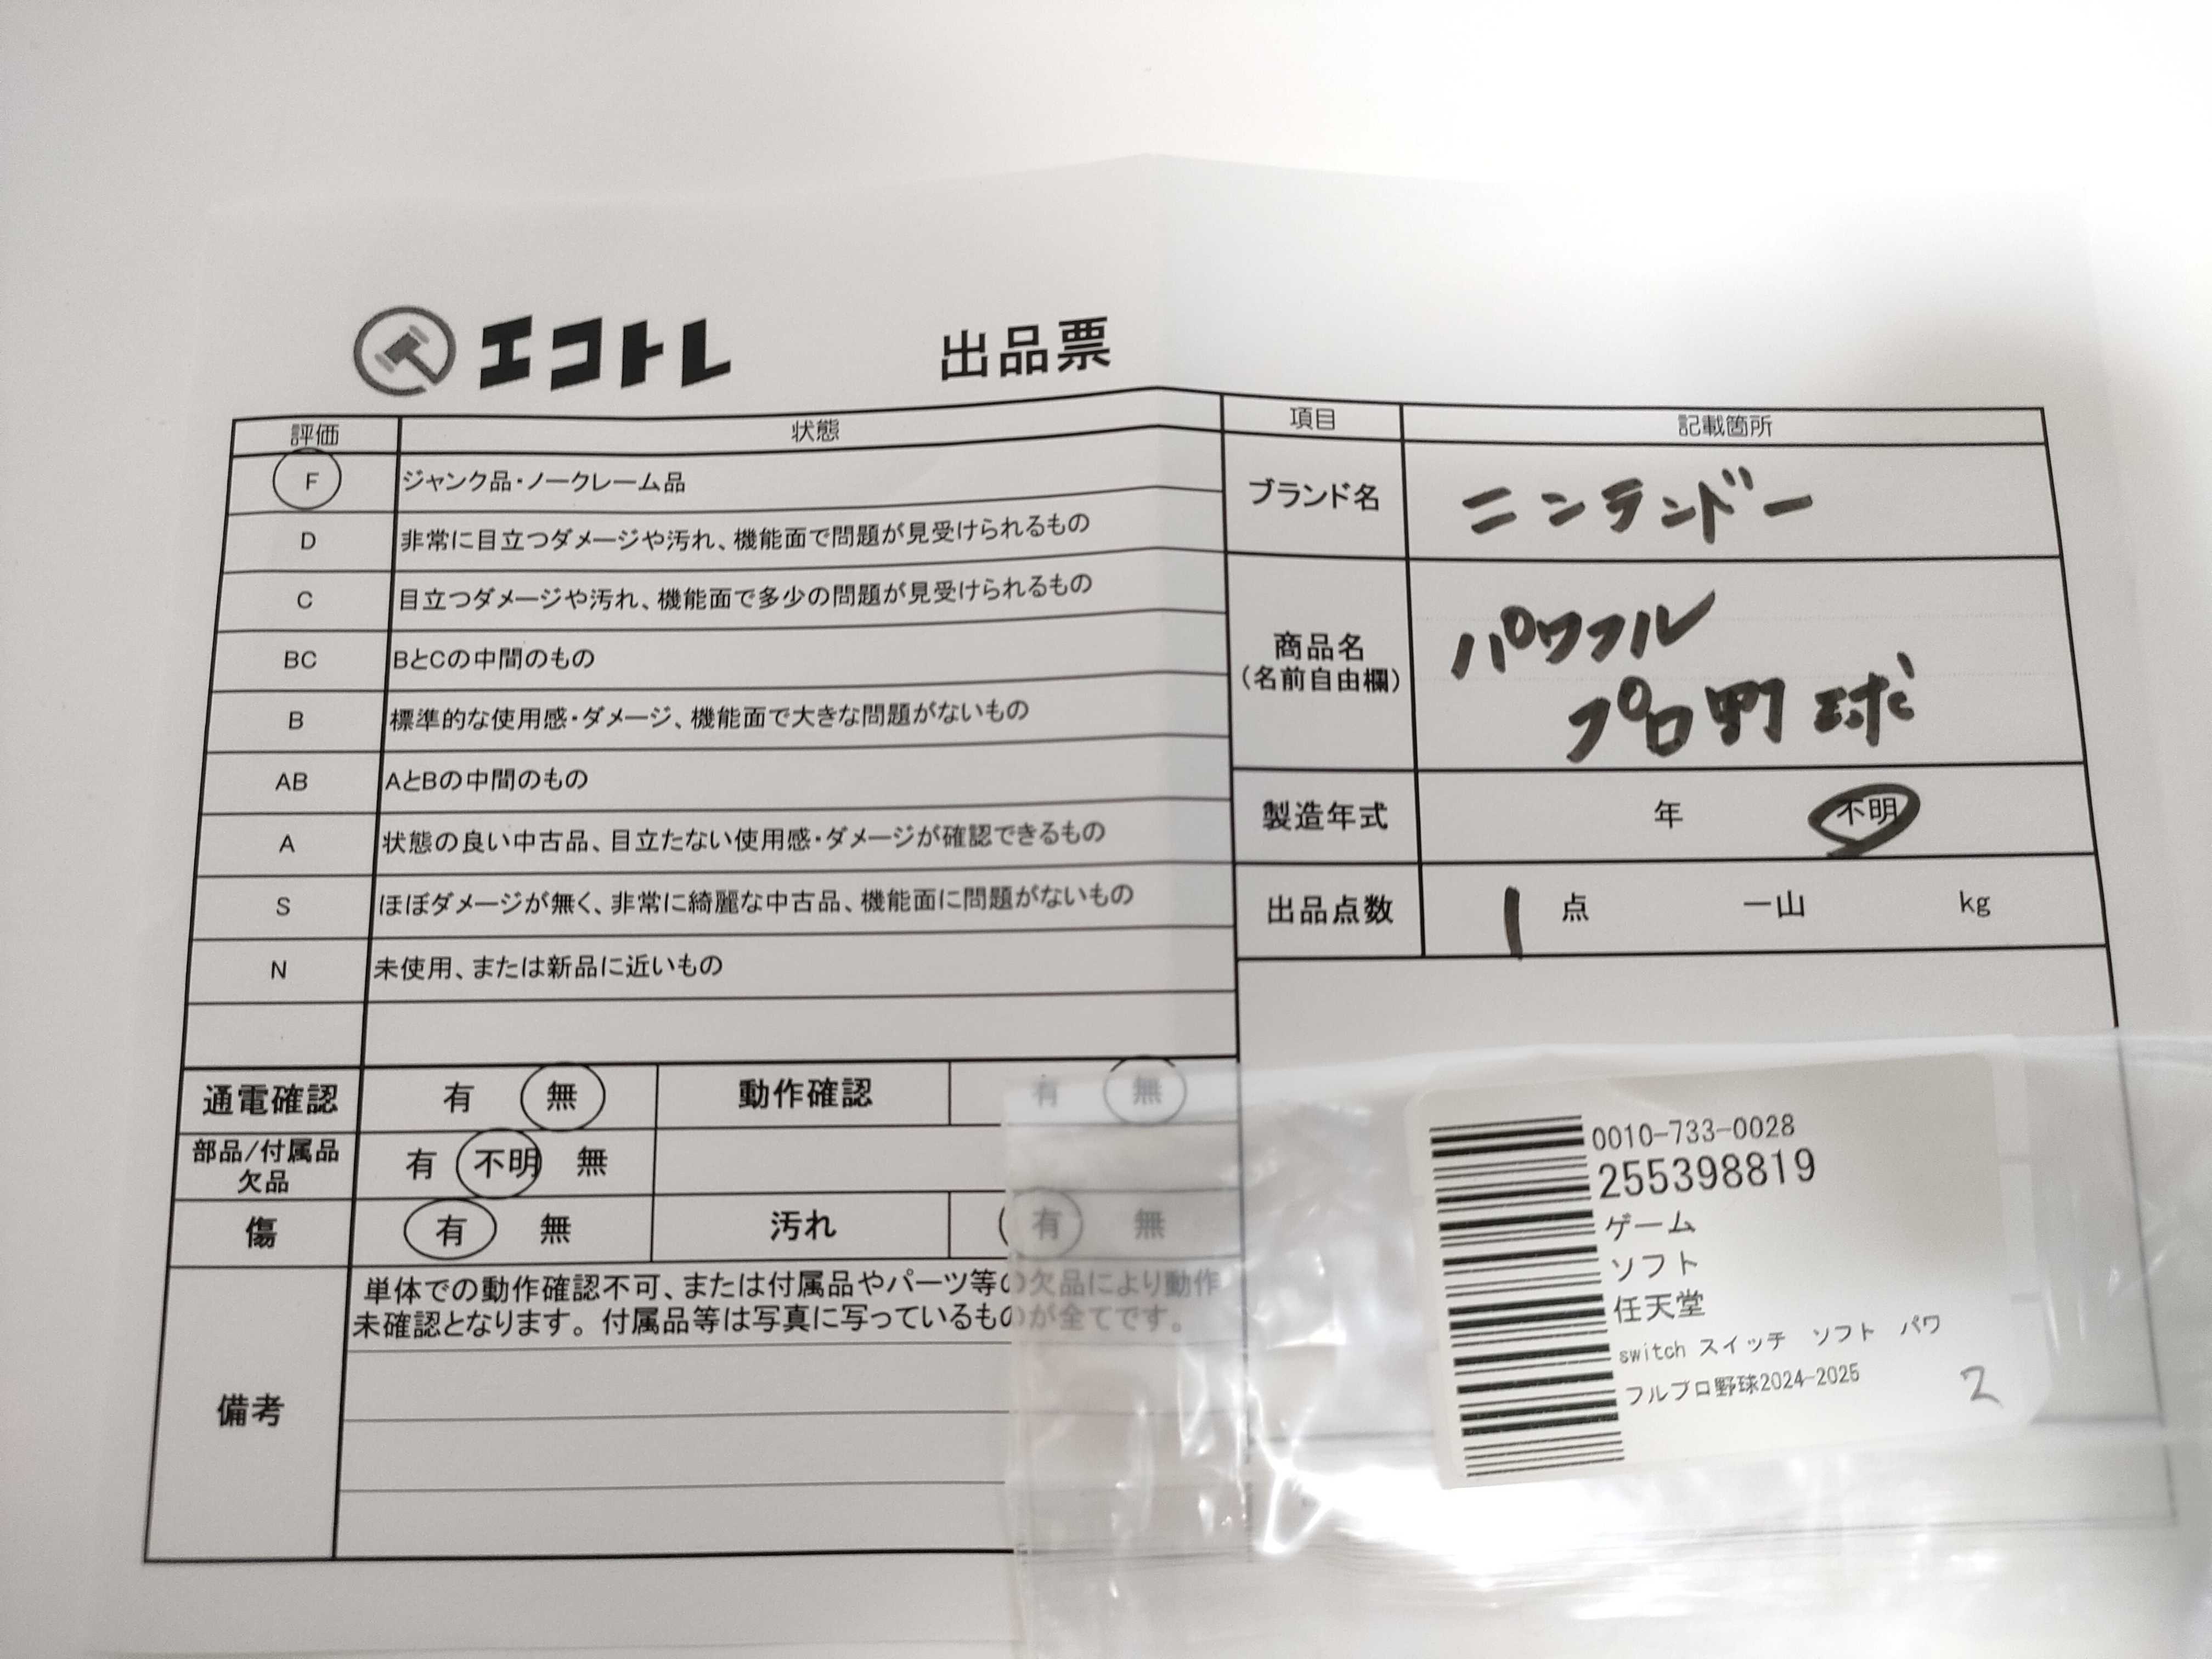 エコトレ 出品票
評価 状態
F ジャンク品・ノークレーム品
D 非常に目立つダメージや汚れ、機能面で問題が見受けられるもの
C 目立つダメージや汚れ、機能面で多少の問題が見受けられるもの
BC BとCの中間のもの
B 標準的な使用感・ダメージ、機能面で大きな問題がないもの
AB AとBの中間のもの
A 状態の良い中古品、目立たない使用感・ダメージが確認できるもの
S ほぼダメージが無く、非常に綺麗な中古品、機能面に問題がないもの
N 未使用、または新品に近いもの
項目 記載箇所
ブランド名 ニンテンドー
商品名
(名前自由欄)
パワフル
プロ野球
製造年式 年 不明
出品点数 1 点 一山 kg
通電確認 有 無 動作確認 有 無
部品/付属品
欠品
有 不明 無
傷 有 無 汚れ 有 無
備考
単体での動作確認不可、または付属品やパーツ等の欠品により動作
未確認となります。付属品等は写真に写っているものが全てです。
0010-733-0028
255398819
ゲーム
ソフト
任天堂
switch スイッチ ソフト パワ
フルプロ野球2024-2025
2